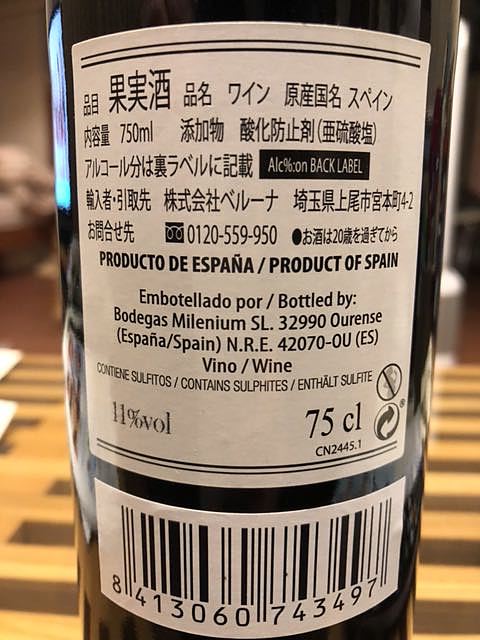 品目 果実酒 品名 ワイン 原産国名 スペイン
内容量 750ml 添加物 酸化防止剤(亜硫酸塩)
アルコール分は裏ラベルに記載 Alc%:on BACK LABEL
輸入者・引取先 株式会社ベルーナ 埼玉県上尾市宮本町4-2
お問合せ先 0120-559-950 ●お酒は20歳を過ぎてから
PRODUCTO DE ESPAÑA / PRODUCT OF SPAIN
Embotellado por / Bottled by:
Bodegas Milenium SL. 32990 Ourense
(España/Spain) N.R.E. 42070-OU (ES)
Vino / Wine
CONTIENE SULFITOS / CONTAINS SULPHITES / ENTHÄLT SULFITE
11%vol 75 cl
CN2445.1
8 413060 743497